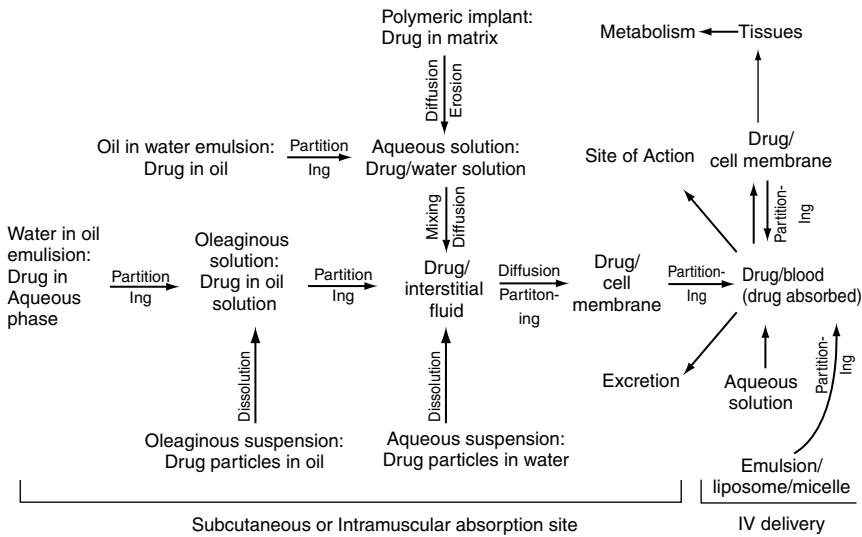 Polymeric implant:
Drug in matrix
Metabolism
Tissues
Diffusion
Erosion
Oil in water emulsion:
Drug in oil
Partition
Ing
Aqueous solution:
Drug/water solution
Site of Action
Drug/
cell membrane
Partition-
Ing
Mixing
Diffusion
Water in oil
emulision:
Drug in
Aqueous
phase
Partition
Ing
Oleaginous
solution:
Drug in oil
solution
Partition
Ing
Drug/
interstitial
fluid
Diffusion
Partiton-
ing
Drug/
cell
membrane
Partition-
Ing
Drug/blood
(drug absorbed)
Dissolution
Dissolution
Excretion
Aqueous
solution
Partition-
Ing
Oleaginous suspension:
Drug particles in oil
Aqueous suspension:
Drug particles in water
Emulsion/
liposome/micelle
Subcutaneous or Intramuscular absorption site
IV delivery